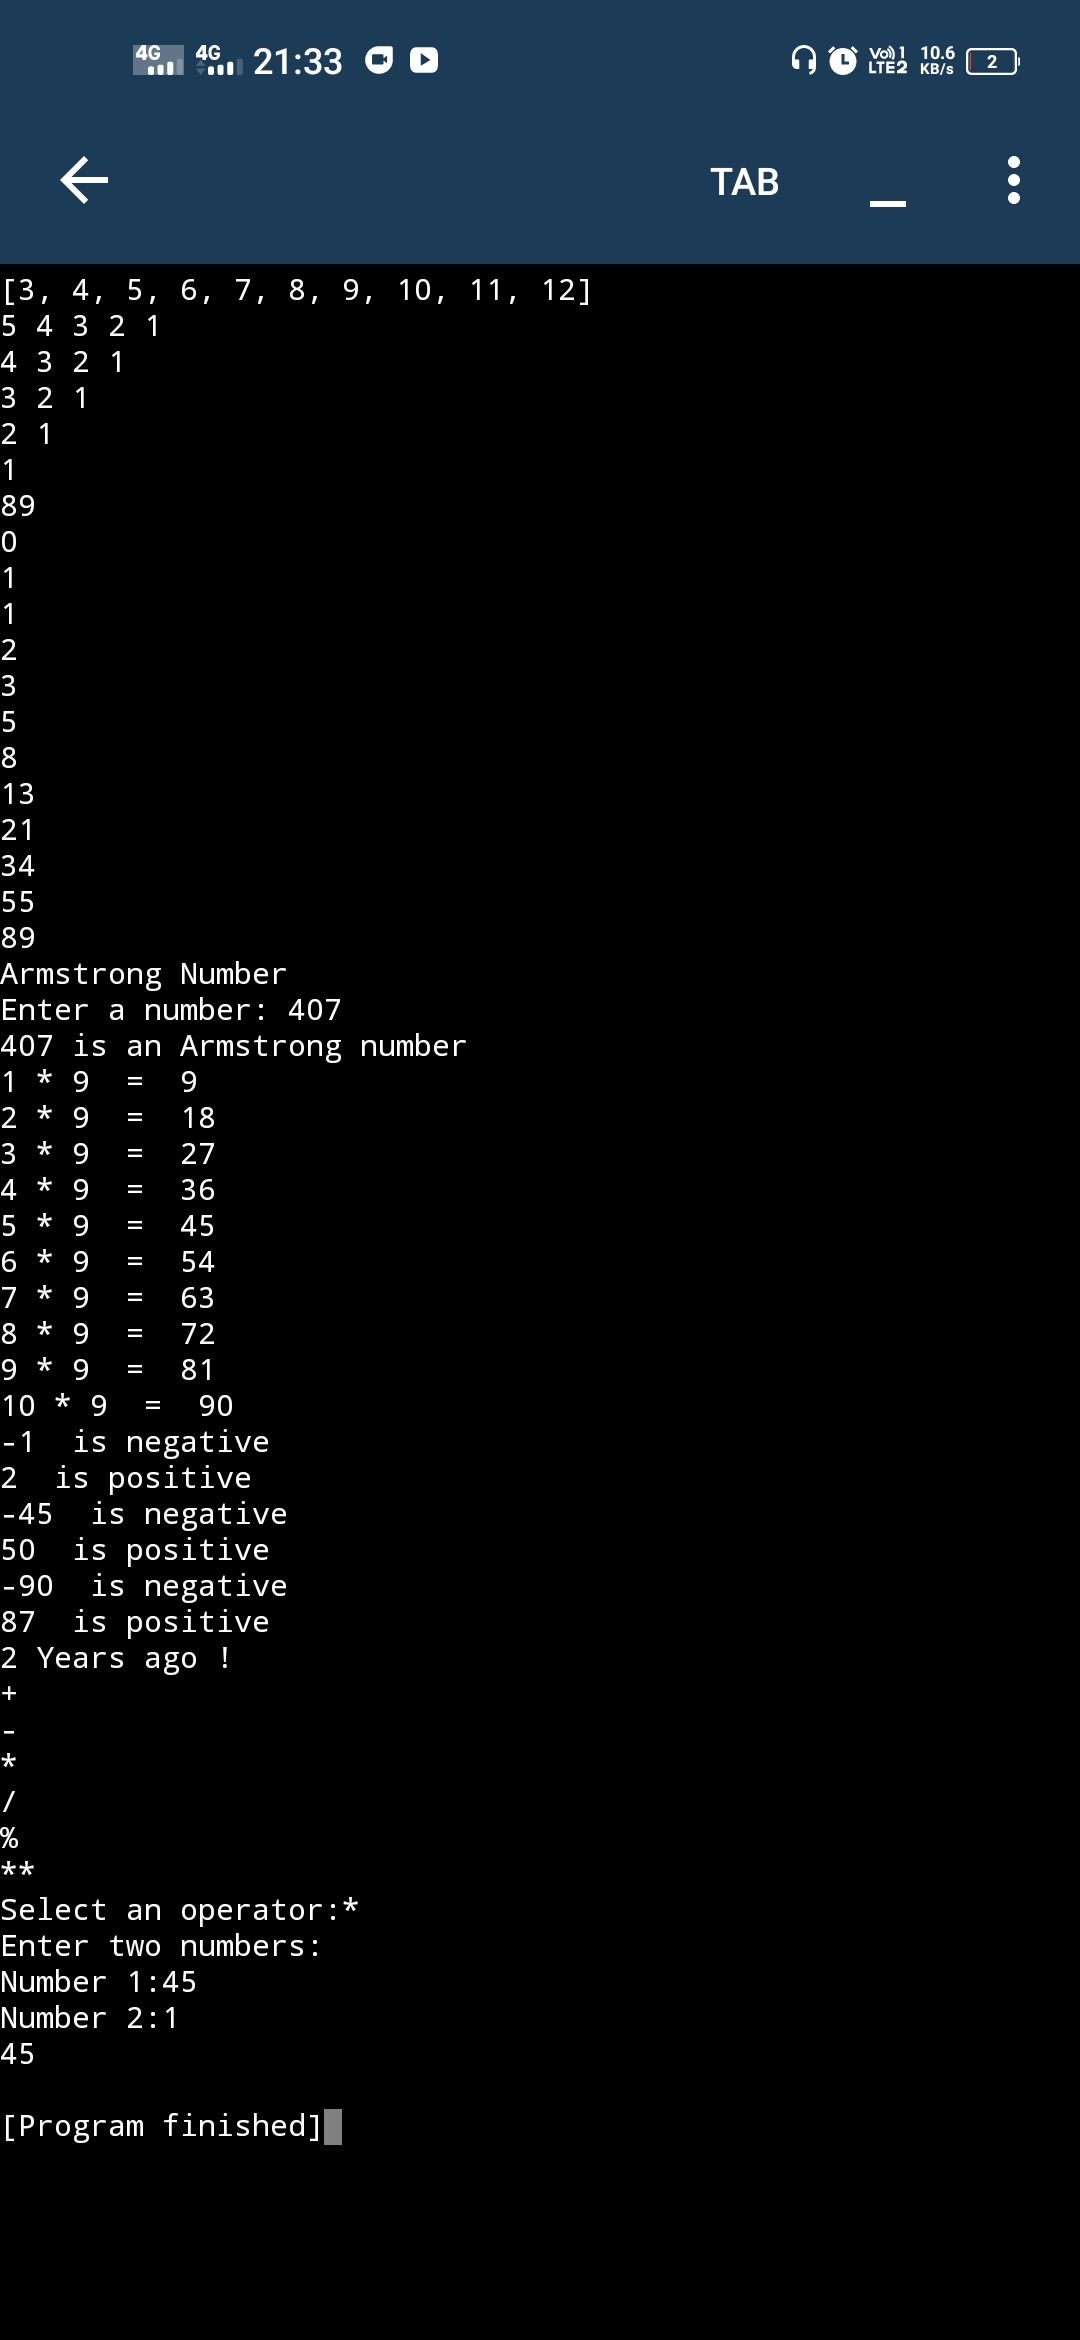 4G 4G 21:33 Vo)) 1 LTE2 10.6 KB/s 2
TAB
[3, 4, 5, 6, 7, 8, 9, 10, 11, 12]
5 4 3 2 1
4 3 2 1
3 2 1
2 1
1
89
0
1
1
2
3
5
8
13
21
34
55
89
Armstrong Number
Enter a number: 407
407 is an Armstrong number
1 * 9  =  9
2 * 9  =  18
3 * 9  =  27
4 * 9  =  36
5 * 9  =  45
6 * 9  =  54
7 * 9  =  63
8 * 9  =  72
9 * 9  =  81
10 * 9  =  90
-1  is negative
2  is positive
-45  is negative
50  is positive
-90  is negative
87  is positive
2 Years ago !
+
-
*
/
%
**
Select an operator:*
Enter two numbers:
Number 1:45
Number 2:1
45
[Program finished]